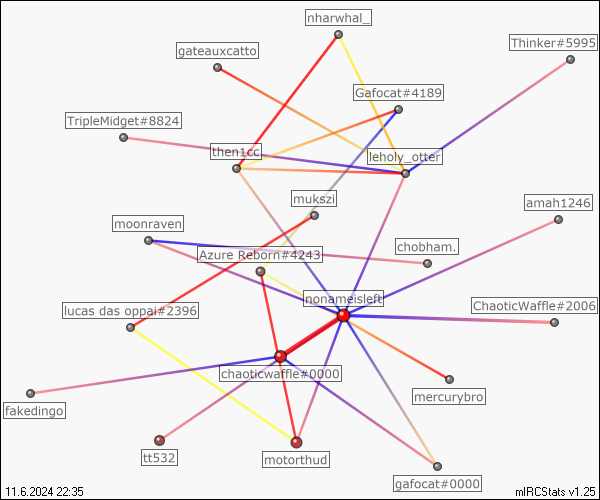 nharwhal_
Thinker#5995
gateauxcatto
Gafocat#4189
TripleMidget#8824
then1cc
leholy_otter
mukszi
amah1246
moonraven
chobham.
Azure Reborn#4243
nonameisleft
lucas das oppai#2396
ChaoticWaffle#2006
chaoticwaffle#0000
fakedingo
mercurybro
tt532
motorthud
gafocat#0000
11.6.2024 22:35
mIRCStats v1.25